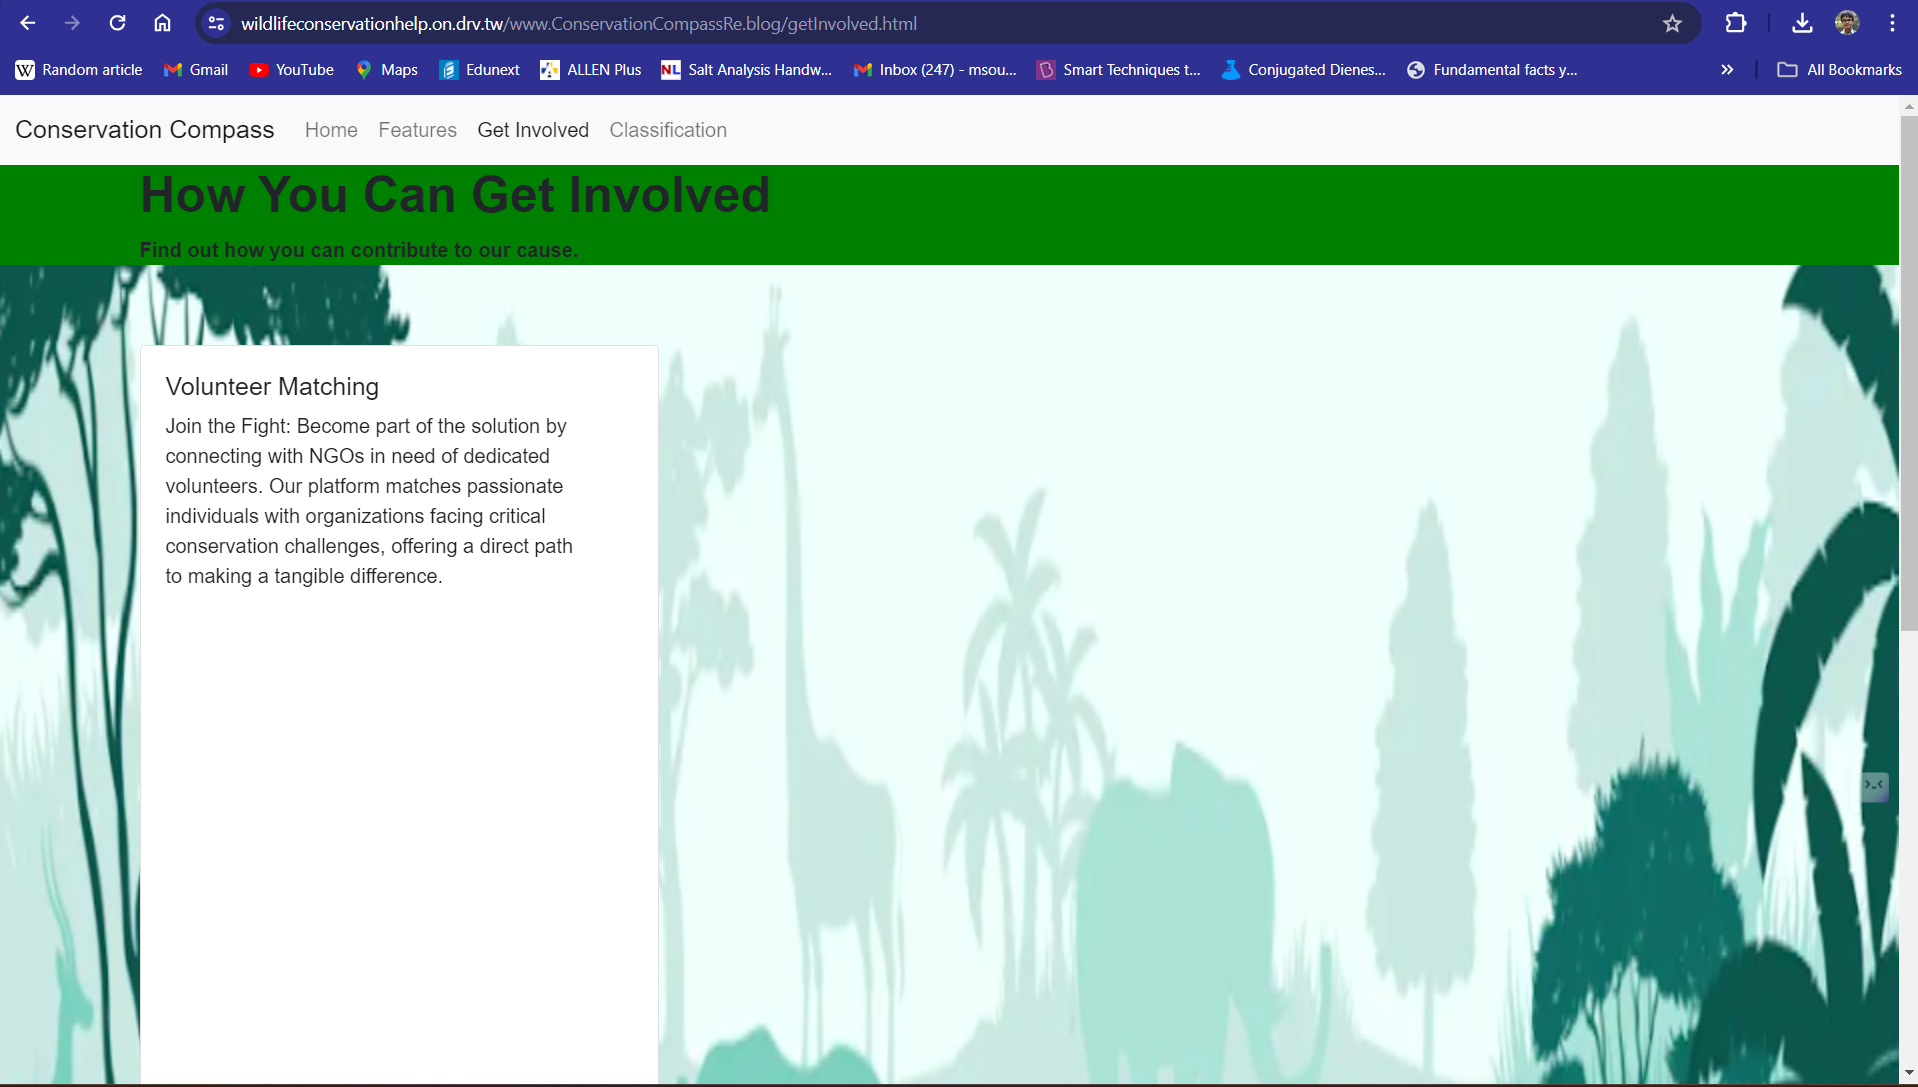 wildlifeconservationhelp.on.drv.tw/www.ConservationCompassRe.blog/getInvolved.html
W Random article Gmail YouTube Maps Edunext ALLEN Plus NL Salt Analysis Handw... Inbox (247) - msou... Smart Techniques t... Conjugated Dienes... Fundamental facts y... » All Bookmarks
Conservation Compass Home Features Get Involved Classification
How You Can Get Involved
Find out how you can contribute to our cause.
Volunteer Matching
Join the Fight: Become part of the solution by
connecting with NGOs in need of dedicated
volunteers. Our platform matches passionate
individuals with organizations facing critical
conservation challenges, offering a direct path
to making a tangible difference.